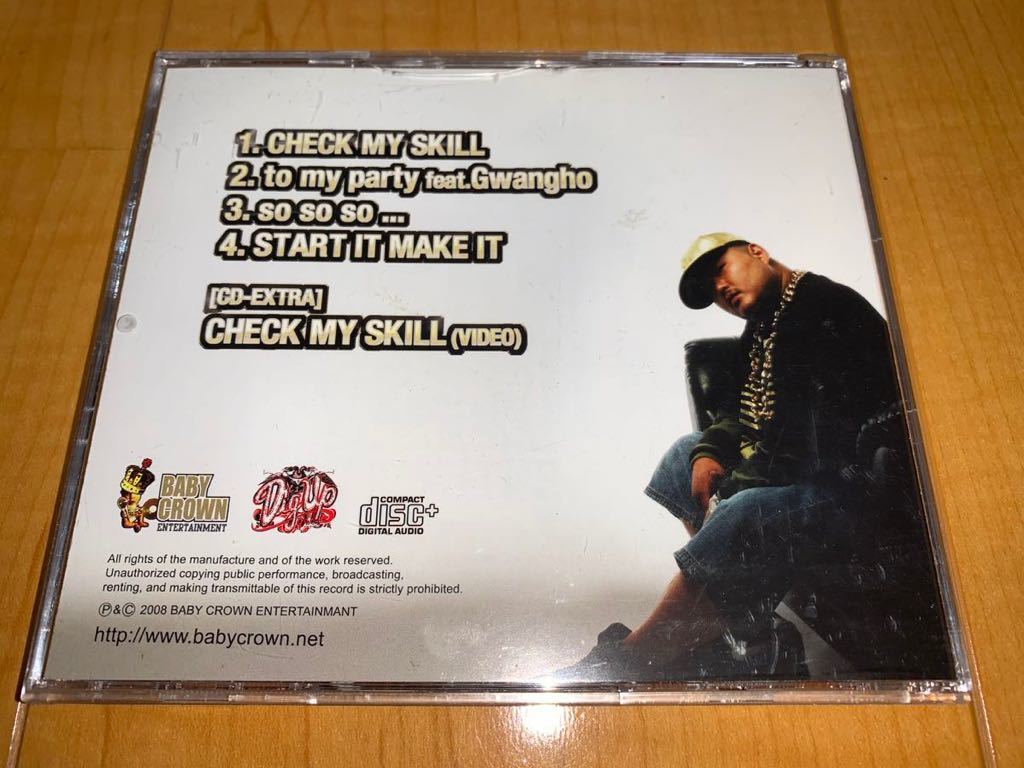 1. CHECK MY SKILL
2. to my party feat.Gwangho
3. so so so ...
4. START IT MAKE IT
[CD-EXTRA]
CHECK MY SKILL (VIDEO)
BABY
CROWN
ENTERTAINMENT
Dig Up
COMPACT
disc+
DIGITAL AUDIO
All rights of the manufacture and of the work reserved.
Unauthorized copying public performance, broadcasting,
renting, and making transmittable of this record is strictly prohibited.
Ⓟ&© 2008 BABY CROWN ENTERTAINMANT
http://www.babycrown.net